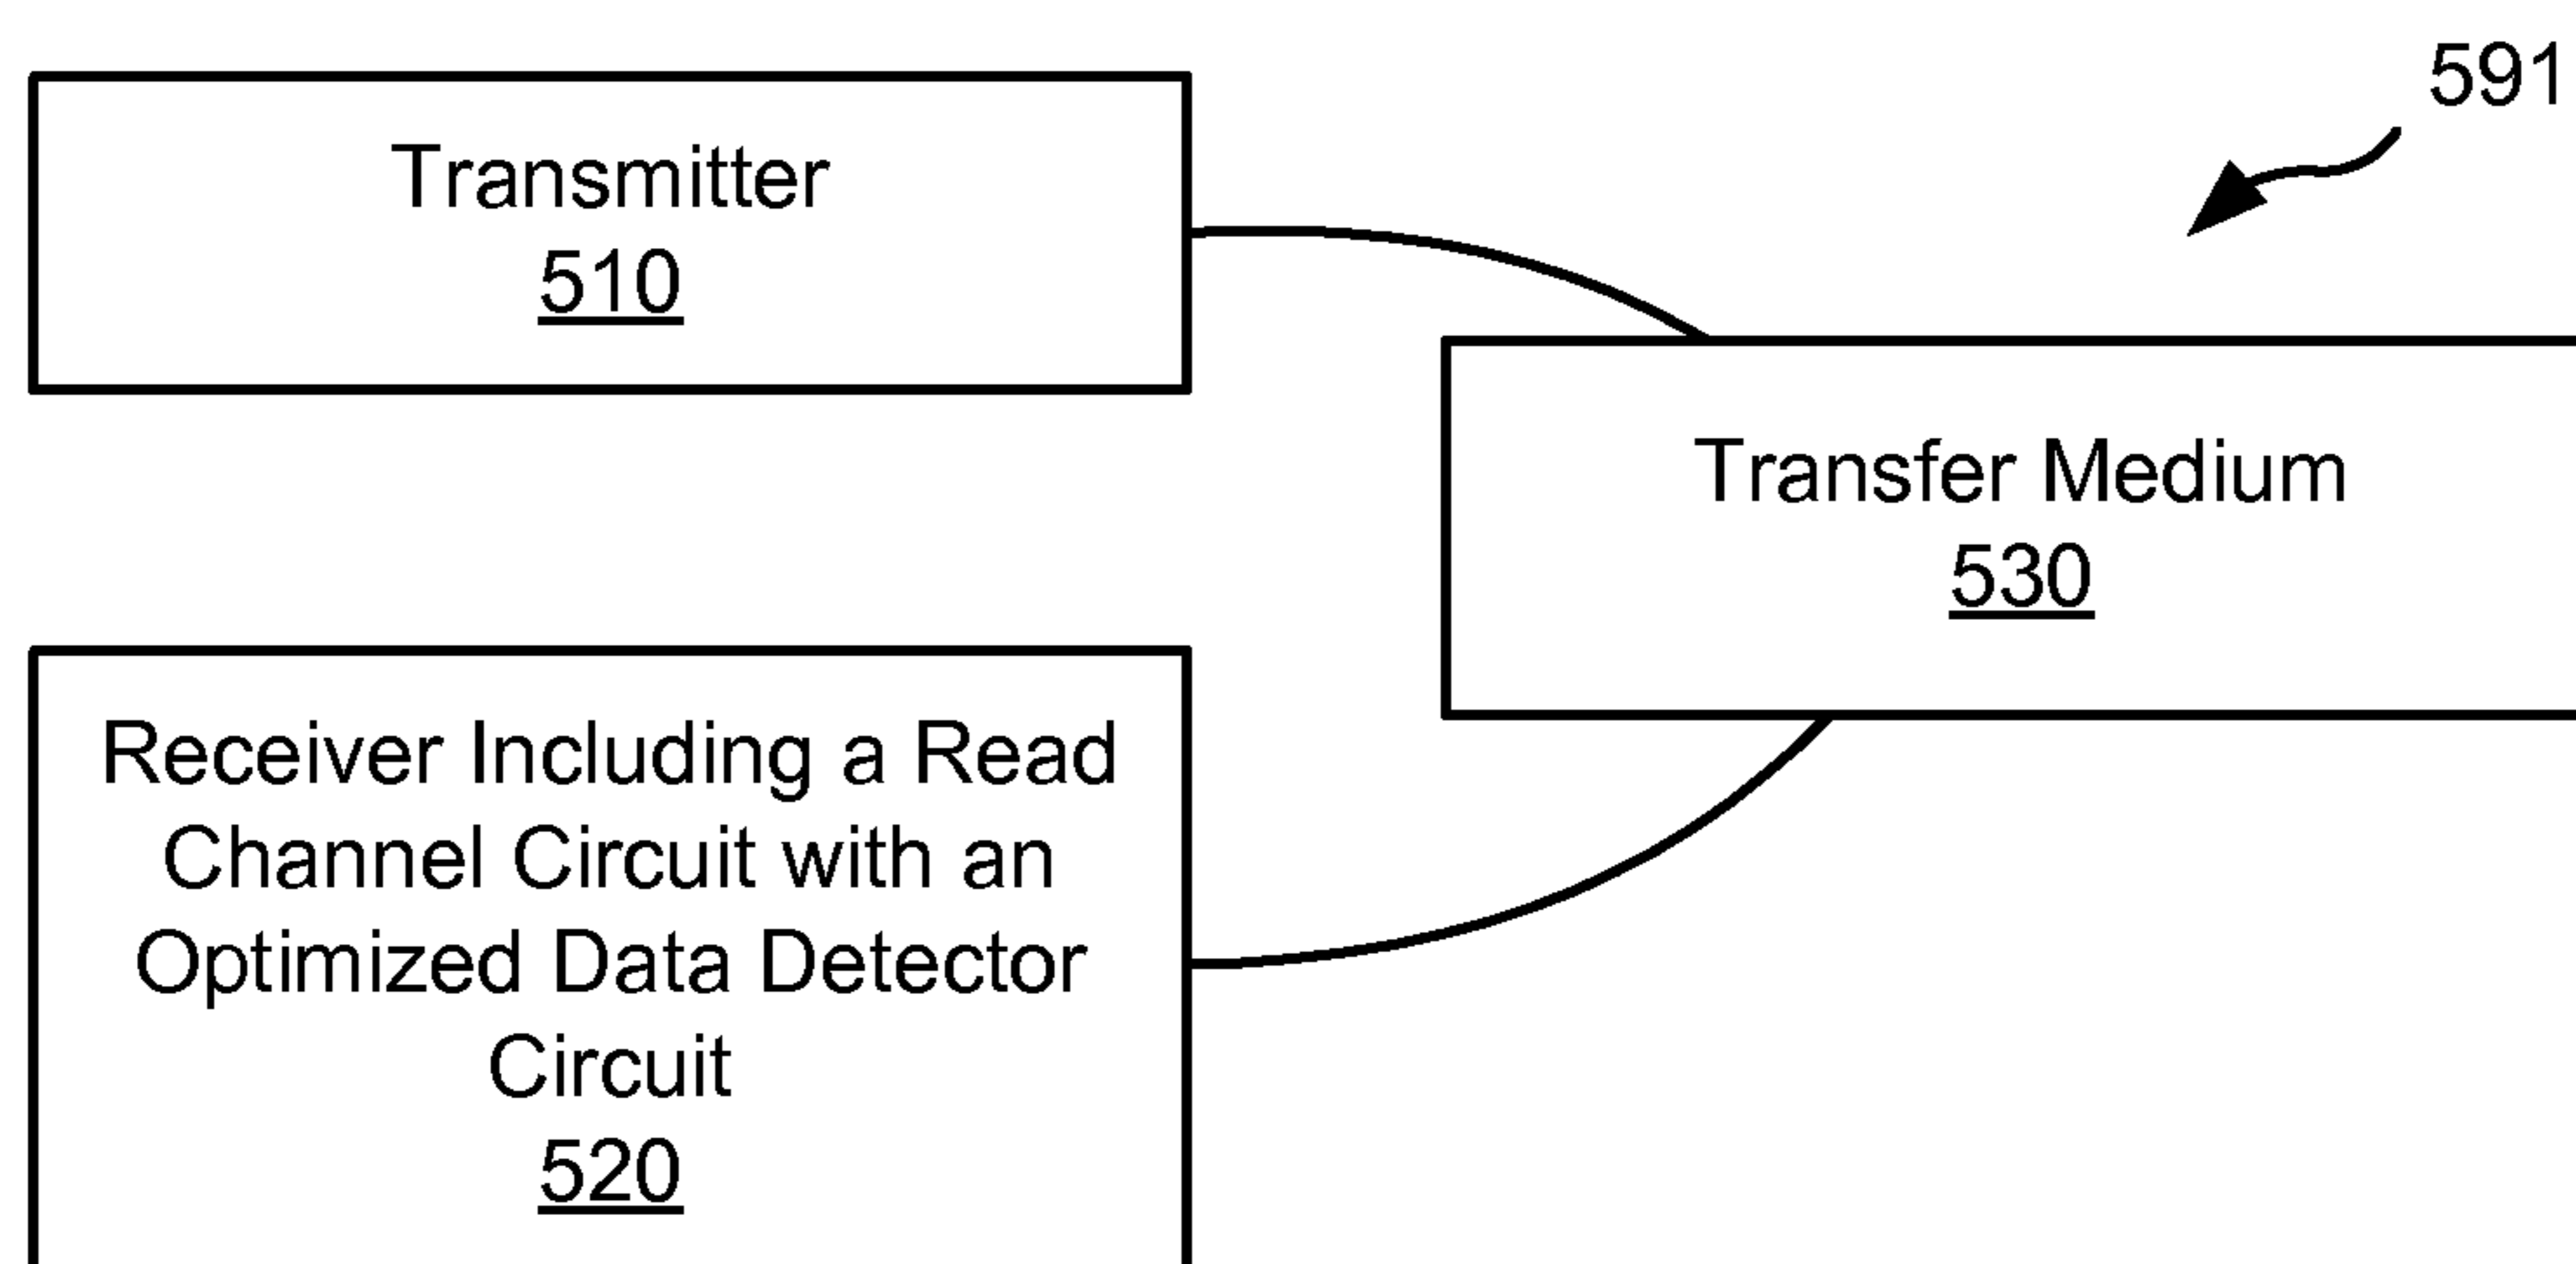 591
Transmitter
510
Transfer Medium
530
Receiver Including a Read
Channel Circuit with an
Optimized Data Detector
Circuit
520